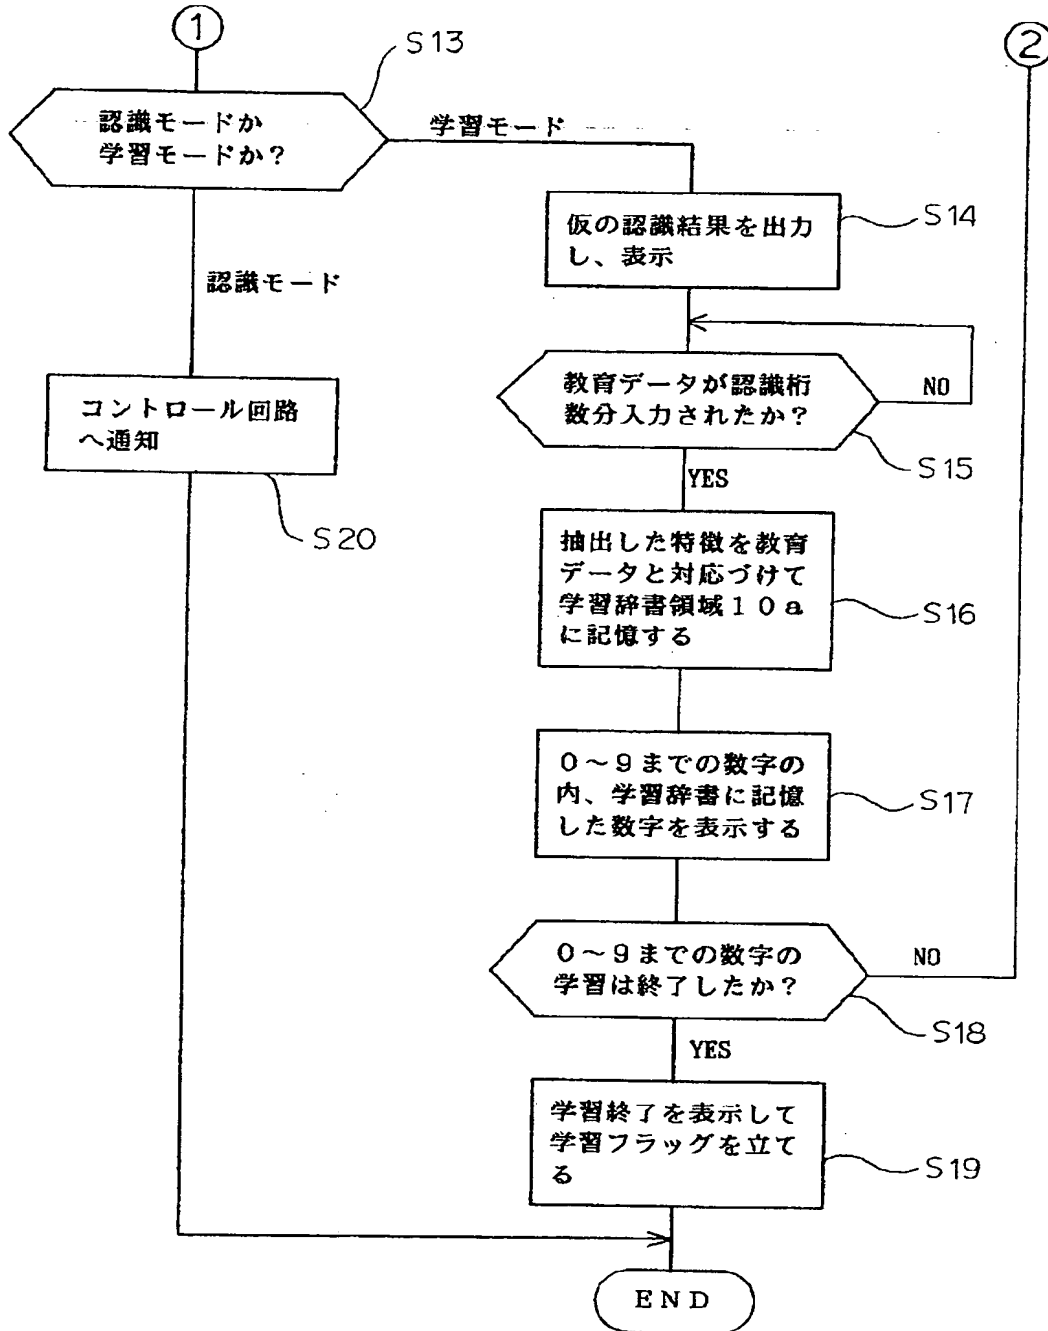 ①
②
S13
認識モードか
学習モードか？
学習モード
認識モード
仮の認識結果を出力
し、表示
S14
教育データが認識桁
数分入力されたか？
NO
S15
YES
コントロール回路
へ通知
S20
抽出した特徴を教育
データと対応づけて
学習辞書領域１０ａ
に記憶する
S16
０～９までの数字の
内、学習辞書に記憶
した数字を表示する
S17
０～９までの数字の
学習は終了したか？
NO
S18
YES
学習終了を表示して
学習フラッグを立て
る
S19
END